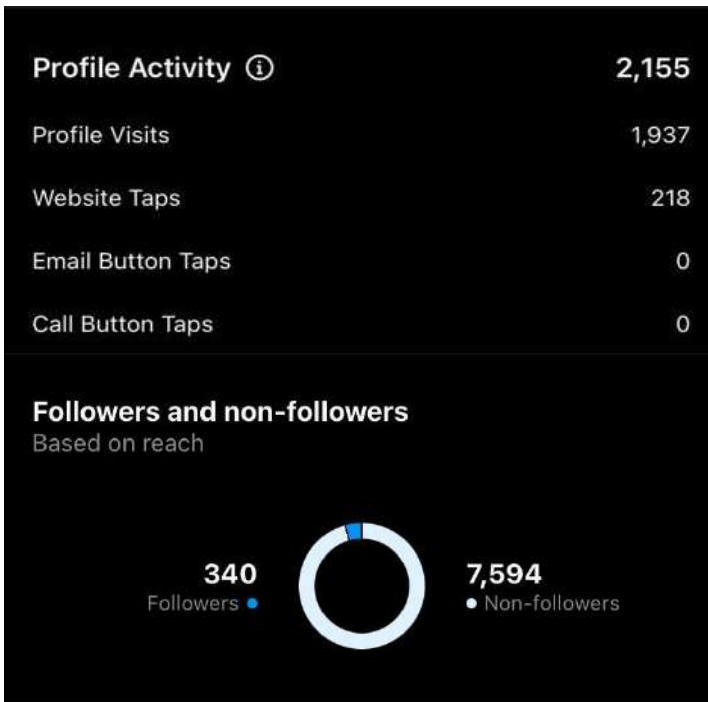 Profile Activity 2,155
Profile Visits 1,937
Website Taps 218
Email Button Taps 0
Call Button Taps 0
Followers and non-followers
Based on reach
340 7,594
Followers Non-followers